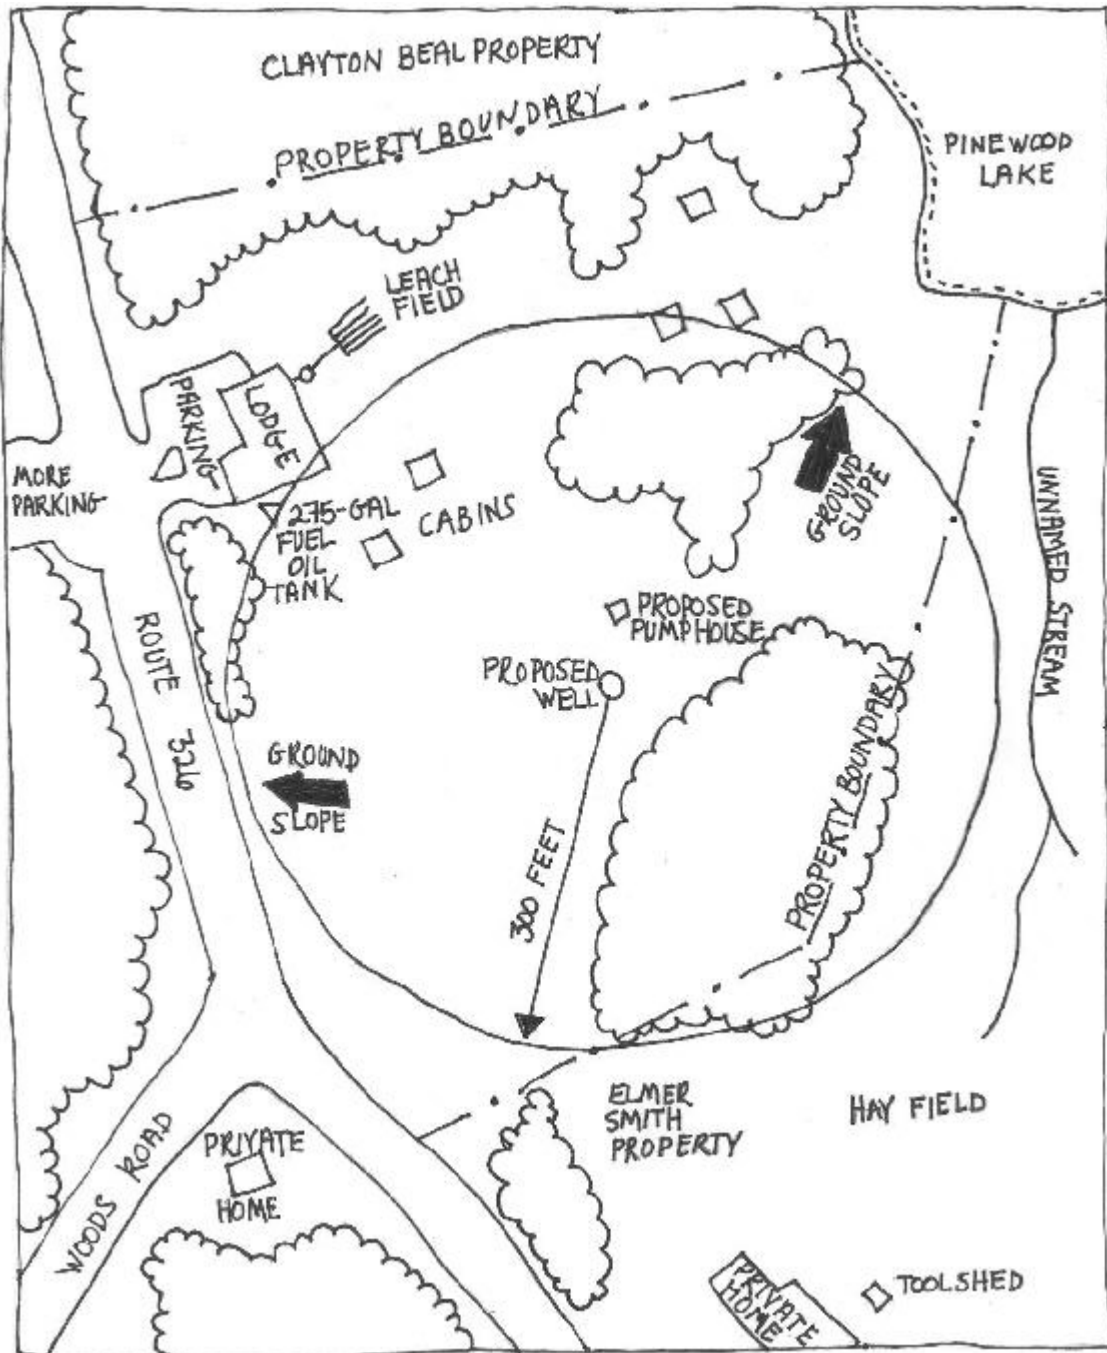 CLAYTON BEAL PROPERTY
PROPERTY BOUNDARY
PINEWOOD
LAKE
LEACH
FIELD
PARKING
LODGE
MORE
PARKING
275-GAL
FUEL
OIL
TANK
CABINS
GROUND
SLOPE
UNNAMED STREAM
ROUTE 326
PROPOSED
PUMPHOUSE
PROPOSED
WELL
GROUND
SLOPE
300 FEET
PROPERTY BOUNDARY
ELMER
SMITH
PROPERTY
HAY FIELD
WOODS ROAD
PRIVATE
HOME
PRIVATE
HOME
TOOLSHED